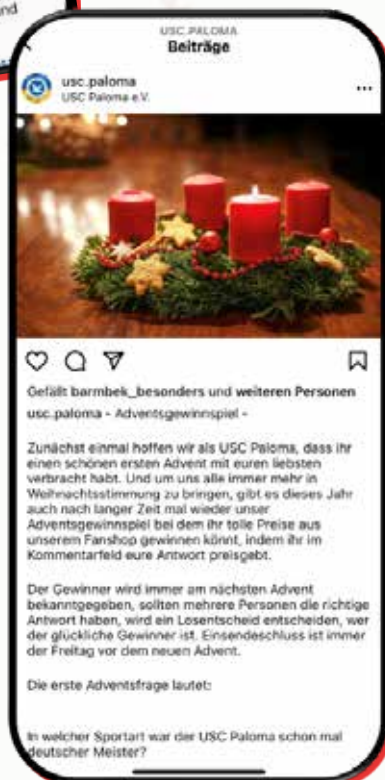 und
USC.PALOMA
Beiträge
usc.paloma
USC Paloma e.V.
Gefällt barmbek_besonders und weiteren Personen
usc.paloma - Adventsgewinnspiel -
Zunächst einmal hoffen wir als USC Paloma, dass ihr
einen schönen ersten Advent mit euren liebsten
verbracht habt. Und um uns alle immer mehr in
Weihnachtsstimmung zu bringen, gibt es dieses Jahr
auch nach langer Zeit mal wieder unser
Adventsgewinnspiel bei dem ihr tolle Preise aus
unserem Fanshop gewinnen könnt, indem ihr im
Kommentarfeld eure Antwort preisgebt.
Der Gewinner wird immer am nächsten Advent
bekanntgegeben, sollten mehrere Personen die richtige
Antwort haben, wird ein Losentscheid entscheiden, wer
der glückliche Gewinner ist. Einsendeschluss ist immer
der Freitag vor dem neuen Advent.
Die erste Adventsfrage lautet:
In welcher Sportart war der USC Paloma schon mal
deutscher Meister?